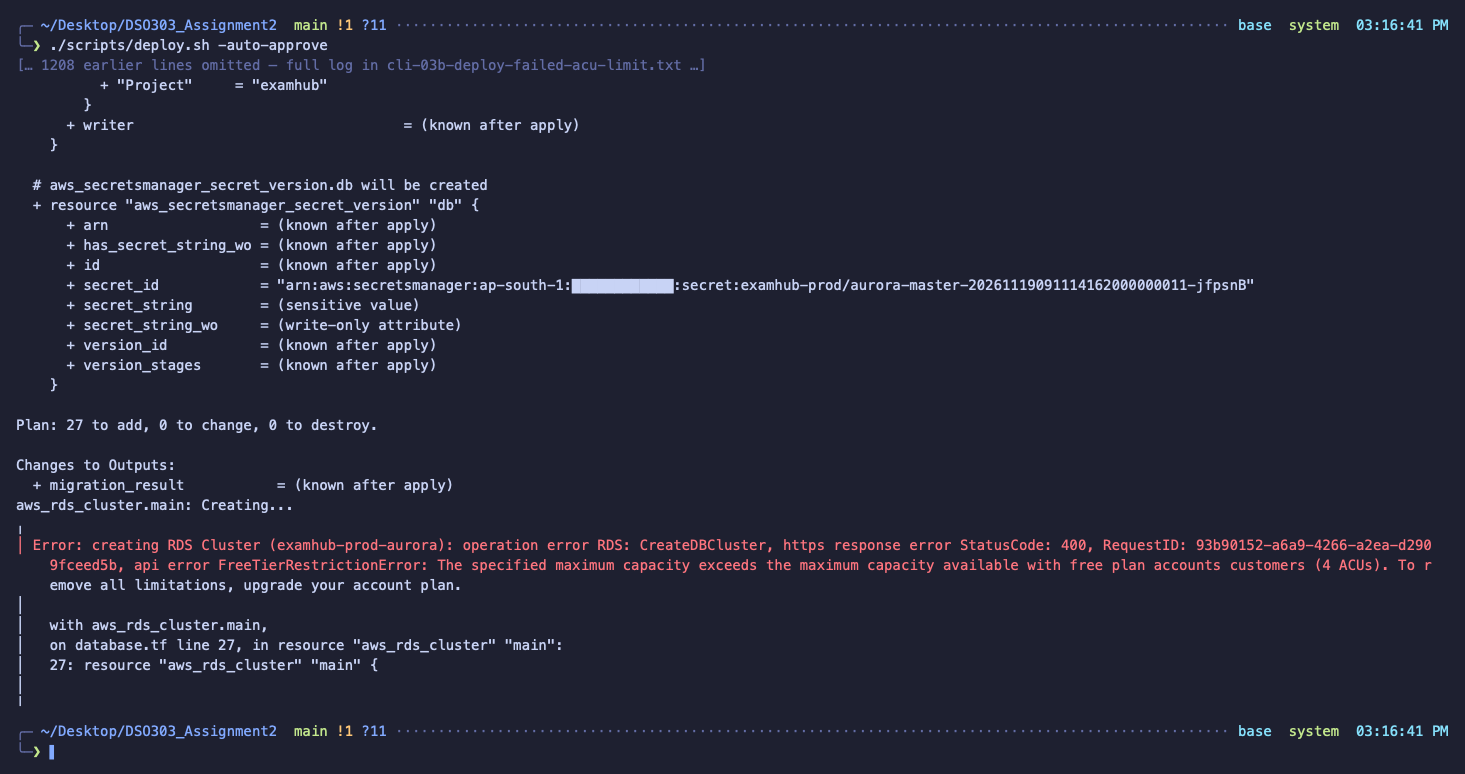 ~/Desktop/DSO303_Assignment2 main !1 ?11 base system 03:16:41 PM
❯ ./scripts/deploy.sh -auto-approve
[… 1208 earlier lines omitted — full log in cli-03b-deploy-failed-acu-limit.txt …]
+ "Project" = "examhub"
}
+ writer = (known after apply)
}
# aws_secretsmanager_secret_version.db will be created
+ resource "aws_secretsmanager_secret_version" "db" {
+ arn = (known after apply)
+ has_secret_string_wo = (known after apply)
+ id = (known after apply)
+ secret_id = "arn:aws:secretsmanager:ap-south-1:████████████:secret:examhub-prod/aurora-master-20261119091114162000000011-jfpsnB"
+ secret_string = (sensitive value)
+ secret_string_wo = (write-only attribute)
+ version_id = (known after apply)
+ version_stages = (known after apply)
}
Plan: 27 to add, 0 to change, 0 to destroy.
Changes to Outputs:
+ migration_result = (known after apply)
aws_rds_cluster.main: Creating...
Error: creating RDS Cluster (examhub-prod-aurora): operation error RDS: CreateDBCluster, https response error StatusCode: 400, RequestID: 93b90152-a6a9-4266-a2ea-d290
9fceed5b, api error FreeTierRestrictionError: The specified maximum capacity exceeds the maximum capacity available with free plan accounts customers (4 ACUs). To r
emove all limitations, upgrade your account plan.
with aws_rds_cluster.main,
on database.tf line 27, in resource "aws_rds_cluster" "main":
27: resource "aws_rds_cluster" "main" {
~/Desktop/DSO303_Assignment2 main !1 ?11 base system 03:16:41 PM
❯